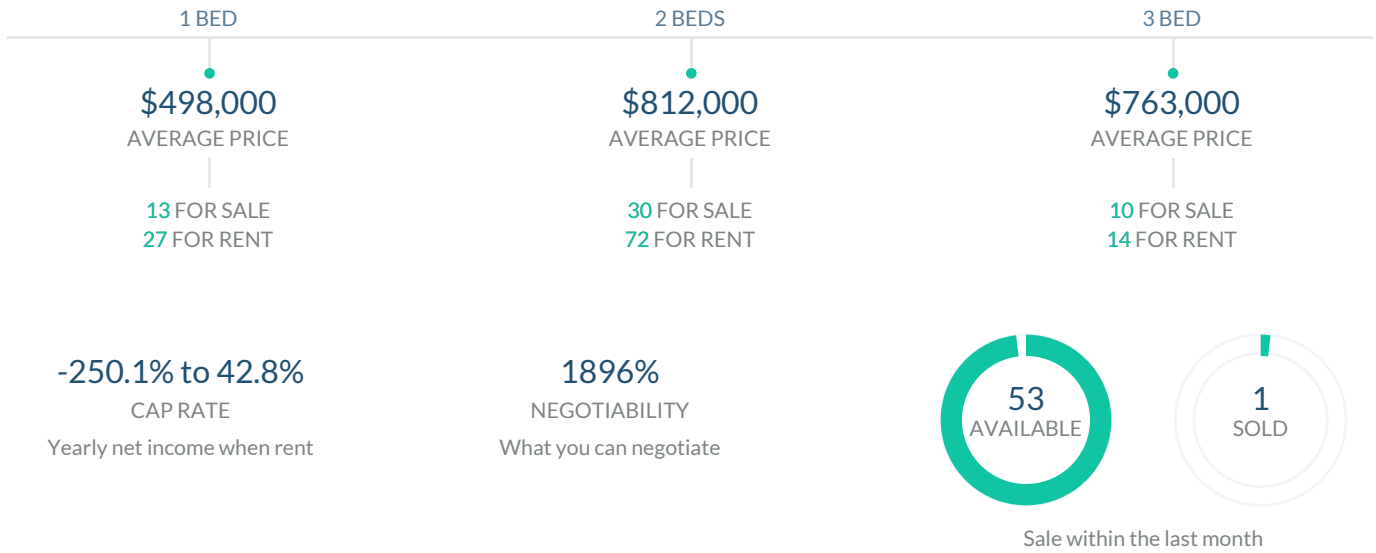 1 BED
$498,000
AVERAGE PRICE
13 FOR SALE
27 FOR RENT
2 BEDS
$812,000
AVERAGE PRICE
30 FOR SALE
72 FOR RENT
3 BED
$763,000
AVERAGE PRICE
10 FOR SALE
14 FOR RENT
-250.1% to 42.8%
CAP RATE
Yearly net income when rent
1896%
NEGOTIABILITY
What you can negotiate
53
AVAILABLE
1
SOLD
Sale within the last month